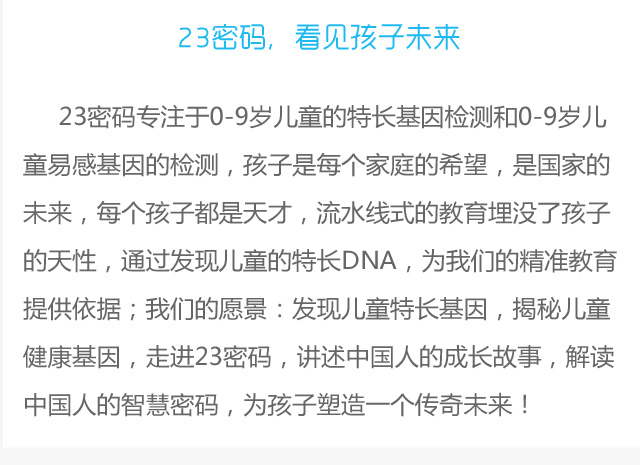 23密码，看见孩子未来
23密码专注于0-9岁儿童的特长基因检测和0-9岁儿
童易感基因的检测，孩子是每个家庭的希望，是国家的
未来，每个孩子都是天才，流水线式的教育埋没了孩子
的天性，通过发现儿童的特长DNA，为我们的精准教育
提供依据；我们的愿景：发现儿童特长基因，揭秘儿童
健康基因，走进23密码，讲述中国人的成长故事，解读
中国人的智慧密码，为孩子塑造一个传奇未来！